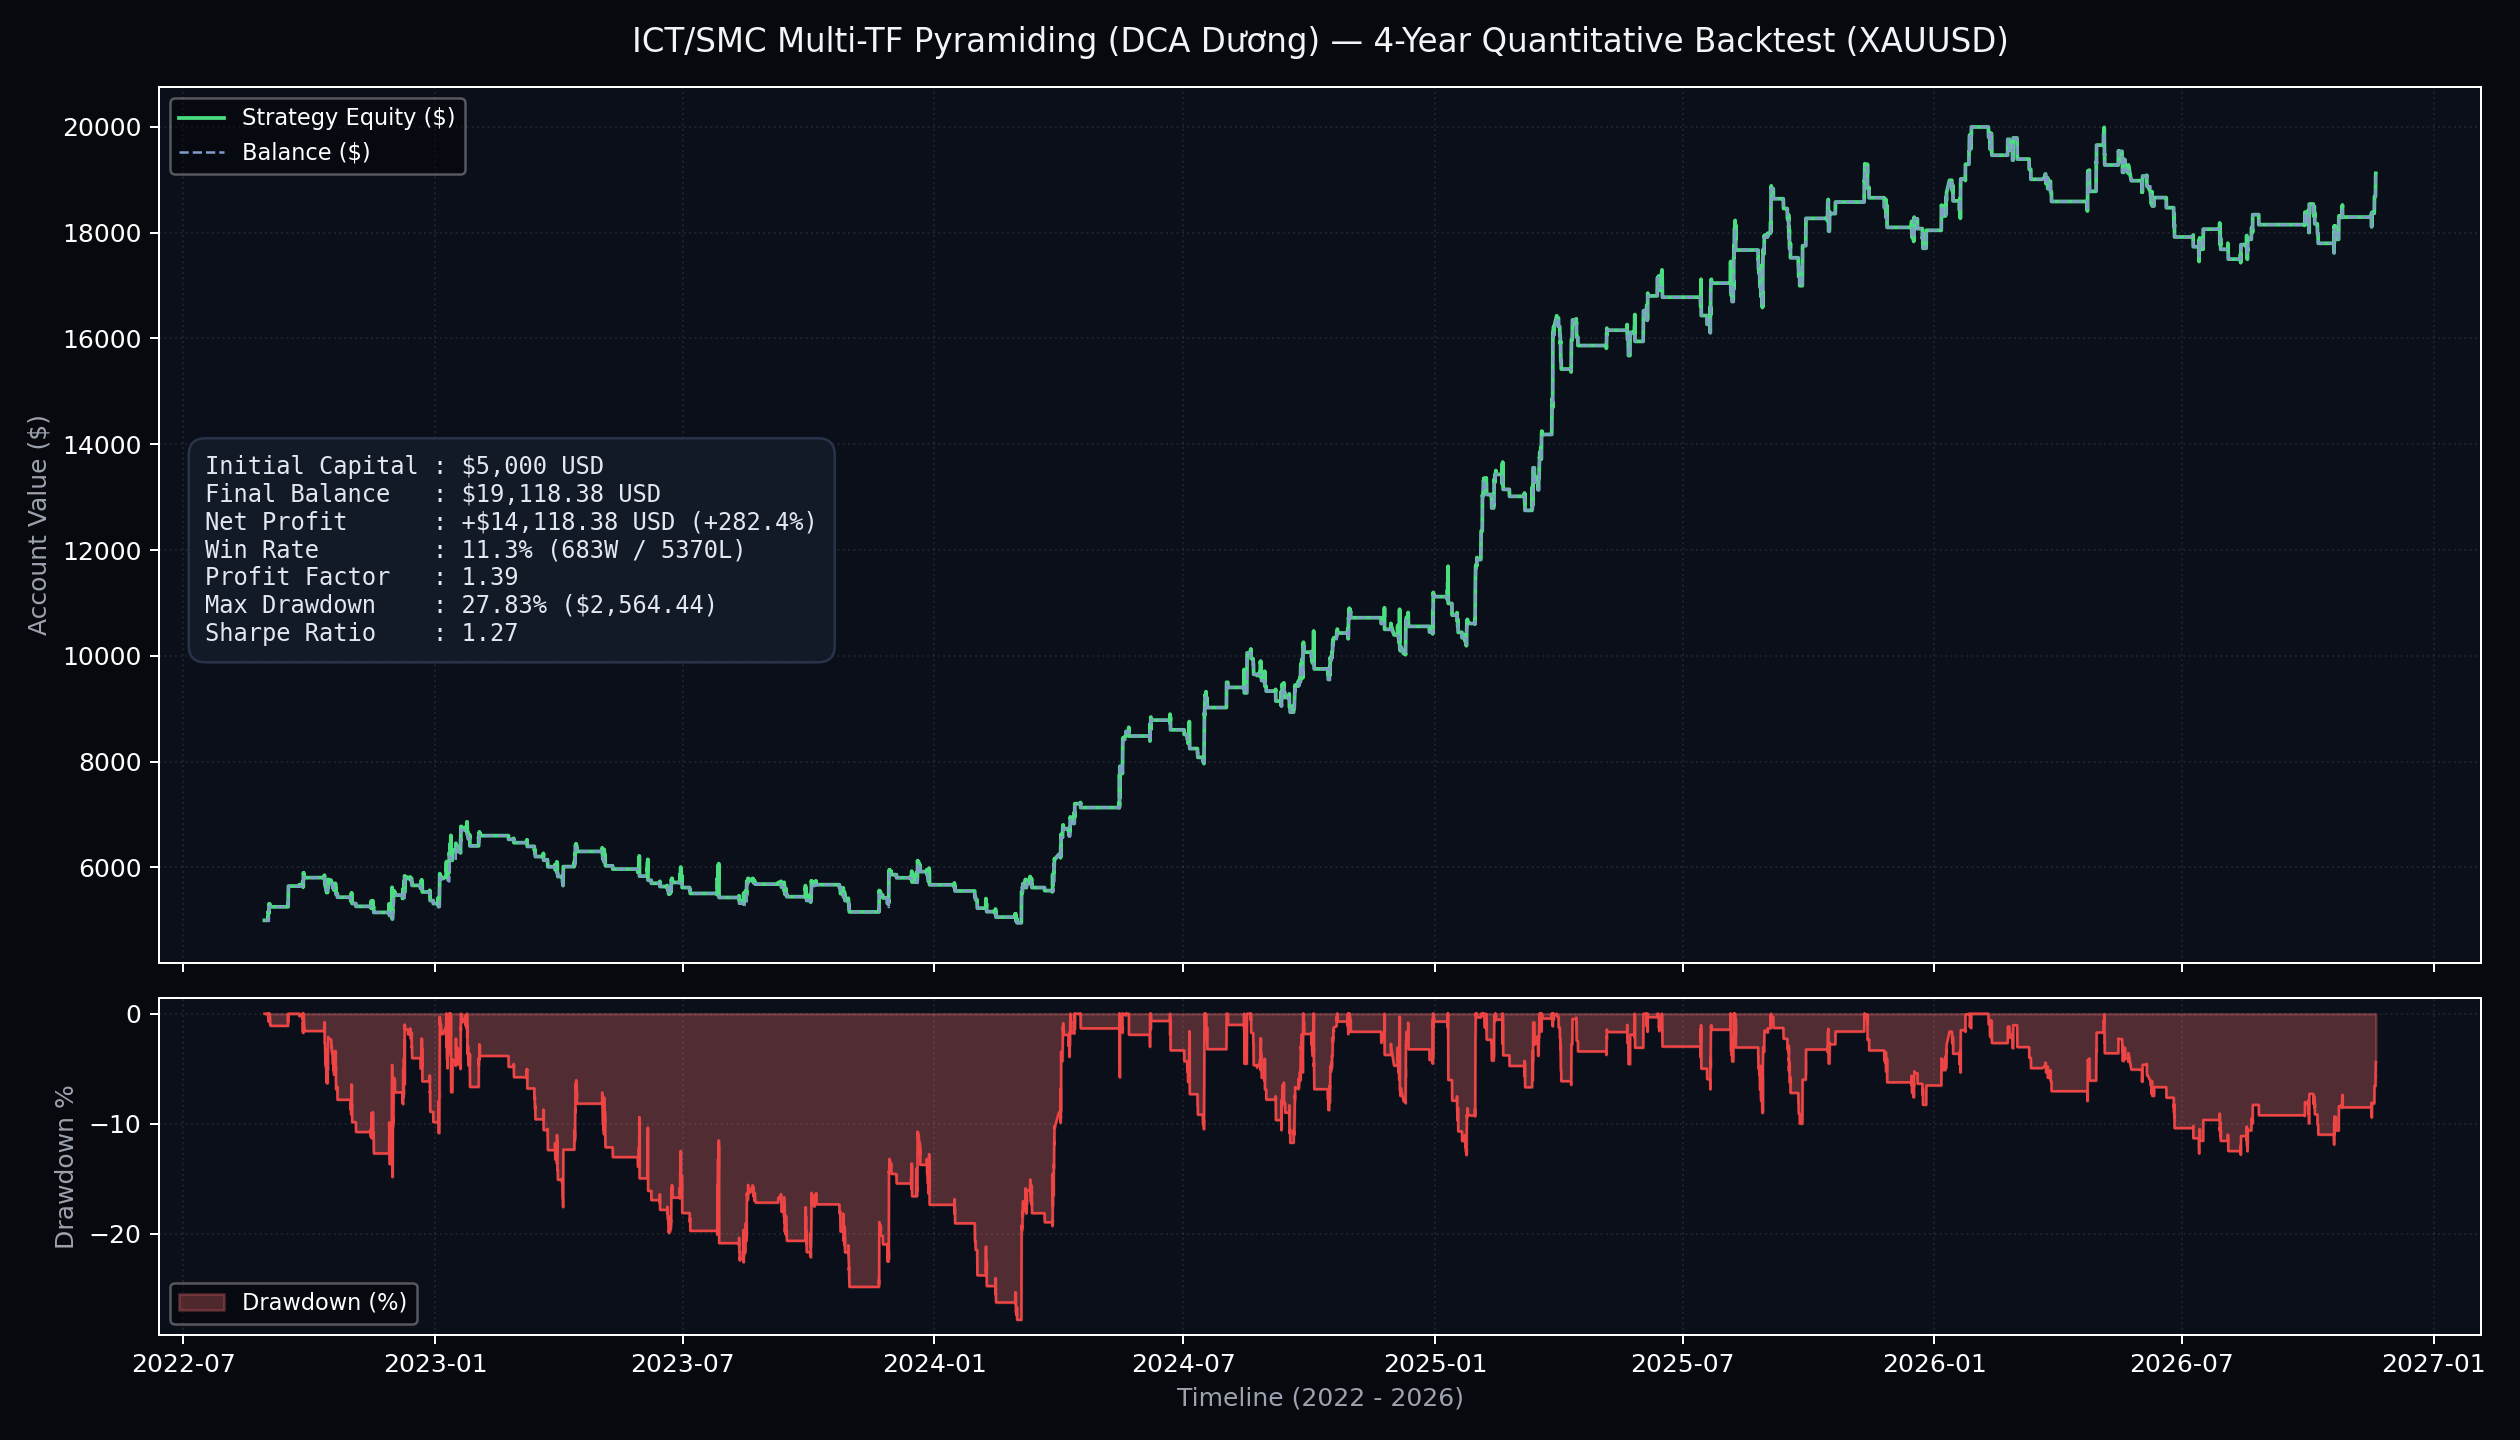 ICT/SMC Multi-TF Pyramiding (DCA Dương) — 4-Year Quantitative Backtest (XAUUSD)
Strategy Equity ($)
Balance ($)
Account Value ($)
20000
18000
16000
14000
12000
10000
8000
6000
Initial Capital : $5,000 USD
Final Balance : $19,118.38 USD
Net Profit : +$14,118.38 USD (+282.4%)
Win Rate : 11.3% (683W / 5370L)
Profit Factor : 1.39
Max Drawdown : 27.83% ($2,564.44)
Sharpe Ratio : 1.27
Drawdown %
0
−10
−20
Drawdown (%)
2022-07 2023-01 2023-07 2024-01 2024-07 2025-01 2025-07 2026-01 2026-07 2027-01
Timeline (2022 - 2026)